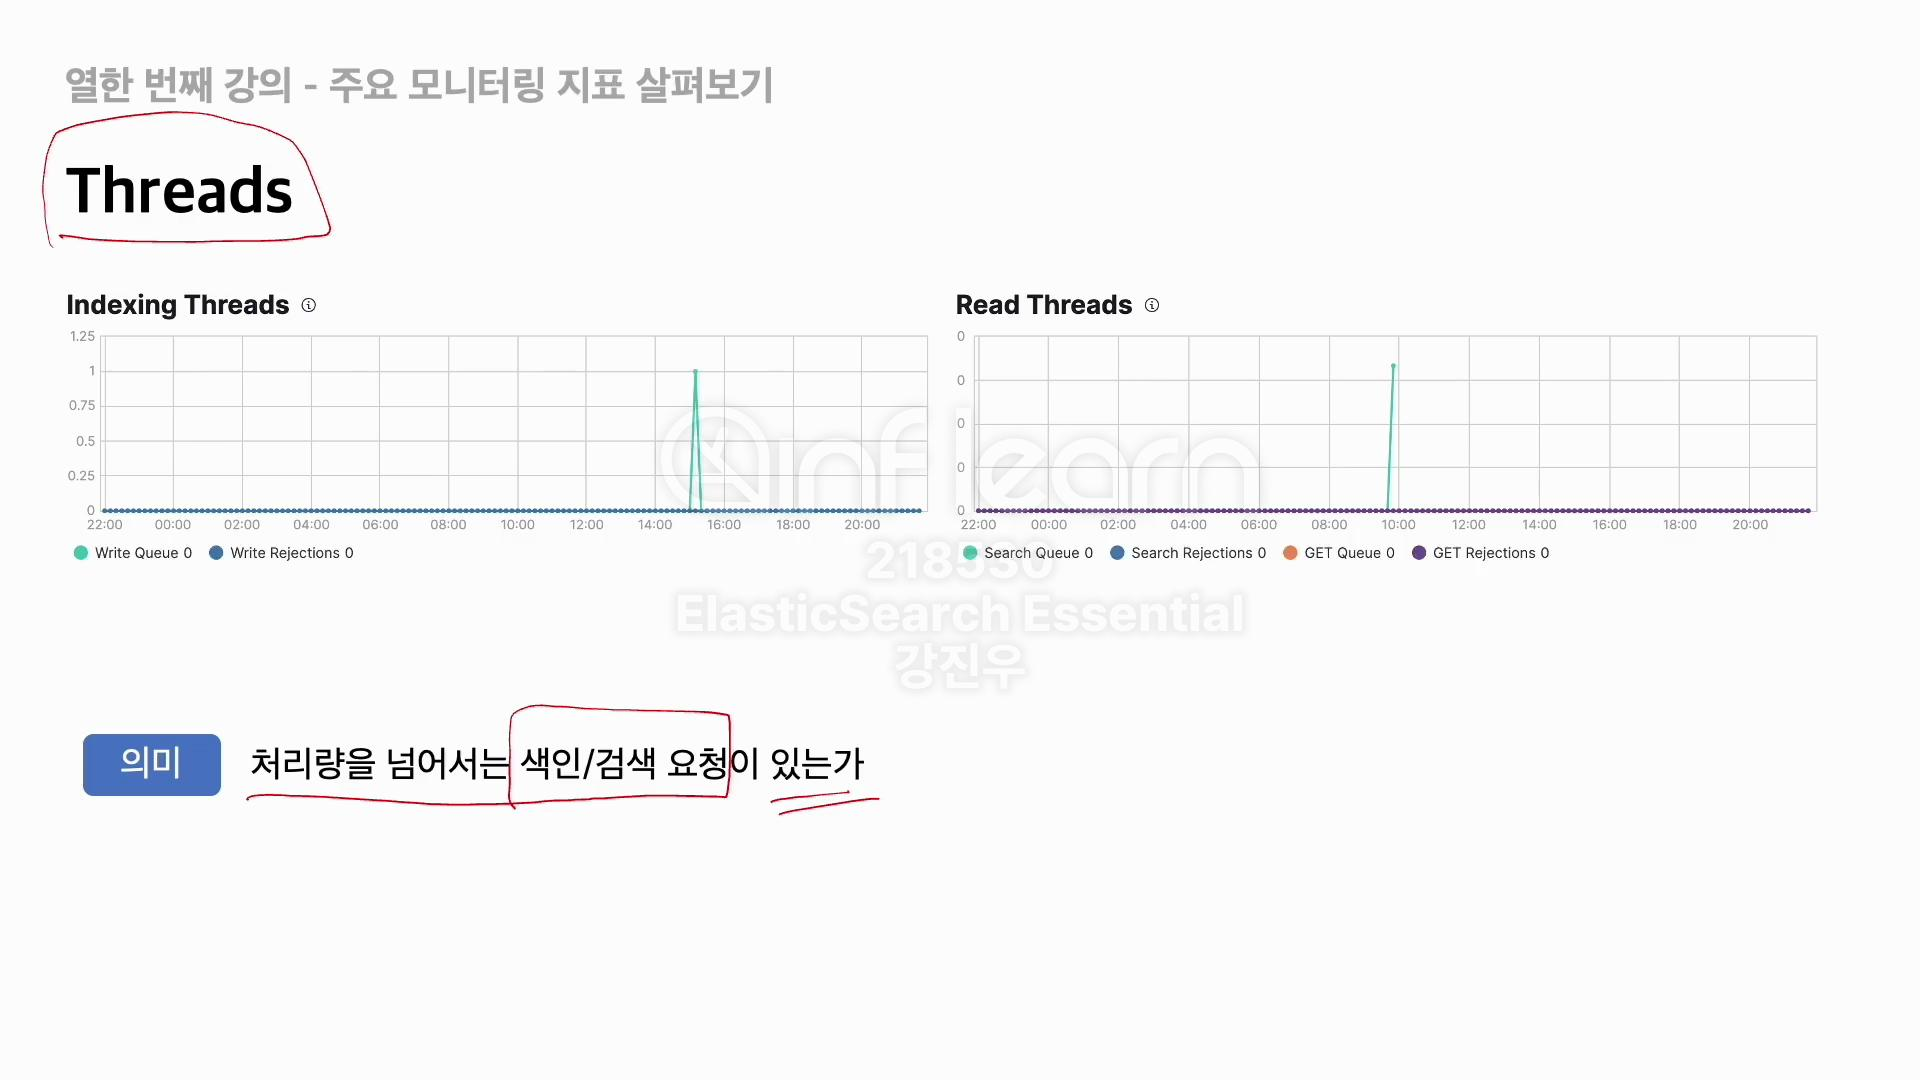 열한 번째 강의 - 주요 모니터링 지표 살펴보기
Threads
Indexing Threads
1.25
1
0.75
0.5
0.25
0
22:00 00:00 02:00 04:00 06:00 08:00 10:00 12:00 14:00 16:00 18:00 20:00
Write Queue 0 Write Rejections 0
Read Threads
0
0
0
0
0
22:00 00:00 02:00 04:00 06:00 08:00 10:00 12:00 14:00 16:00 18:00 20:00
Search Queue 0 Search Rejections 0 GET Queue 0 GET Rejections 0
inflearn
218530
ElasticSearch Essential
강진우
의미 처리량을 넘어서는 색인/검색 요청이 있는가